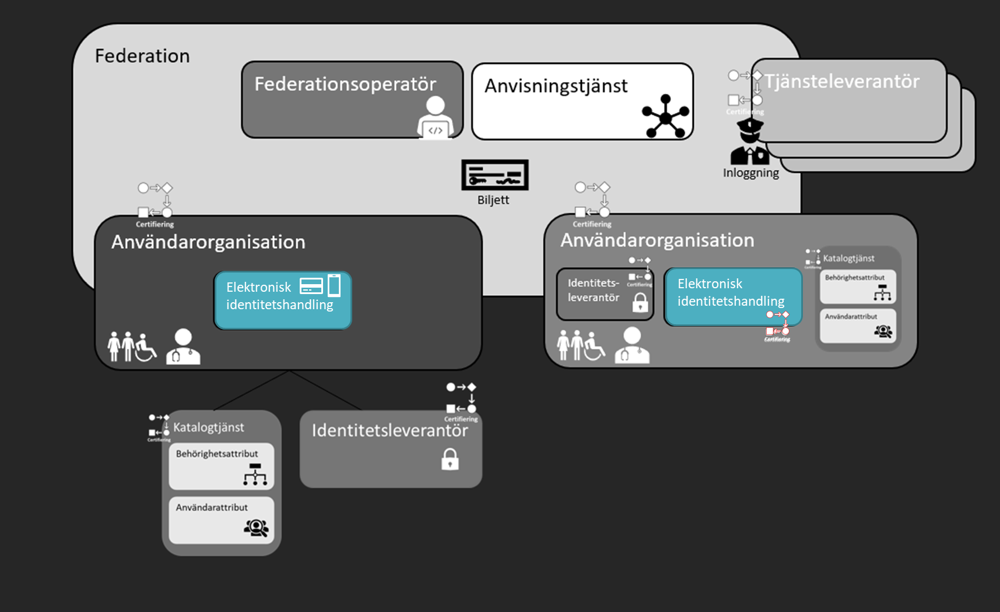 Federation
Federationsoperatör
</>
Anvisningstjänst
Tjänsteleverantör
Certifiering
Inloggning
Biljett
Certifiering
Användarorganisation
Elektronisk
identitetshandling
Certifiering
Användarorganisation
Identitets-
leverantör
Certifiering
Elektronisk
identitetshandling
Certifiering
Certifiering
Katalogtjänst
Behörighetsattribut
Användarattribut
Certifiering
Katalogtjänst
Behörighetsattribut
Användarattribut
Certifiering
Identitetsleverantör